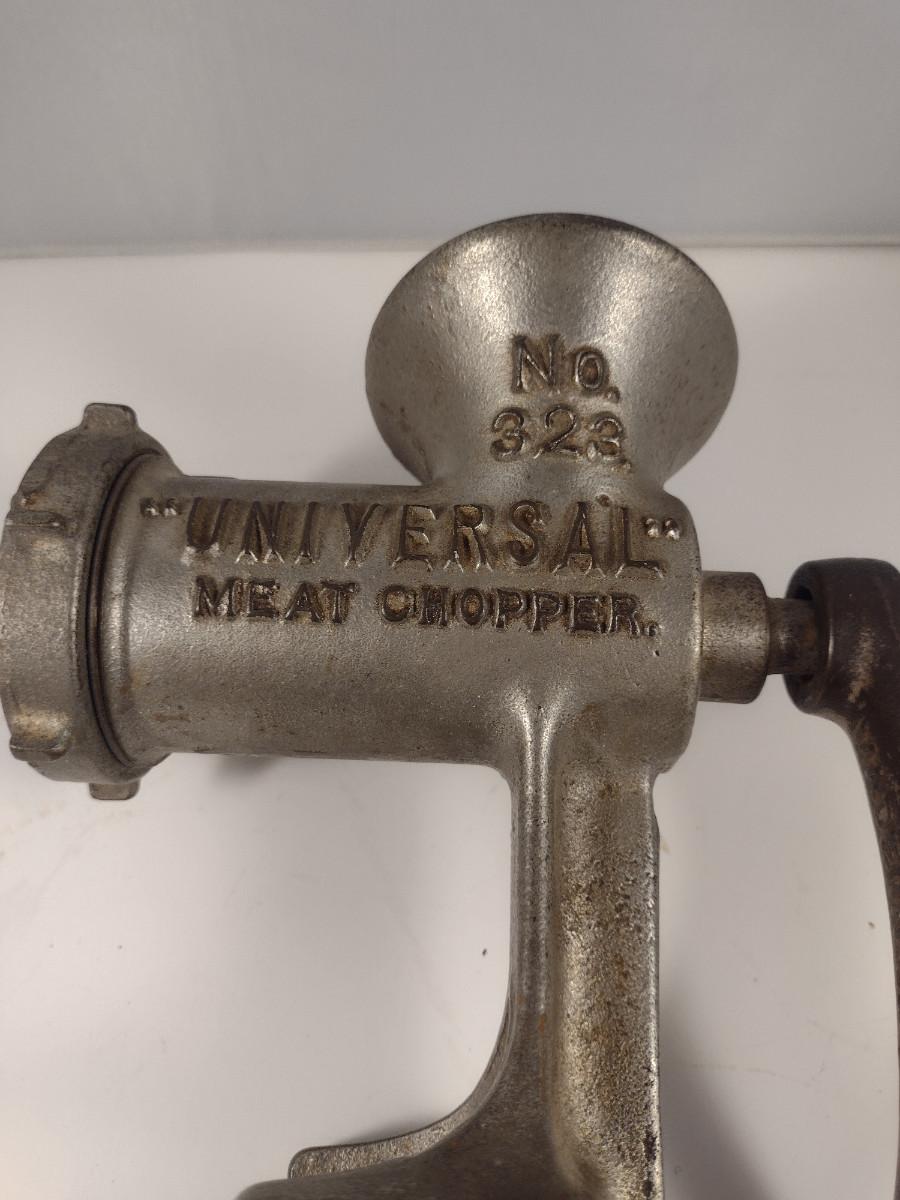 No.
323.
"UNIVERSAL"
MEAT CHOPPER.